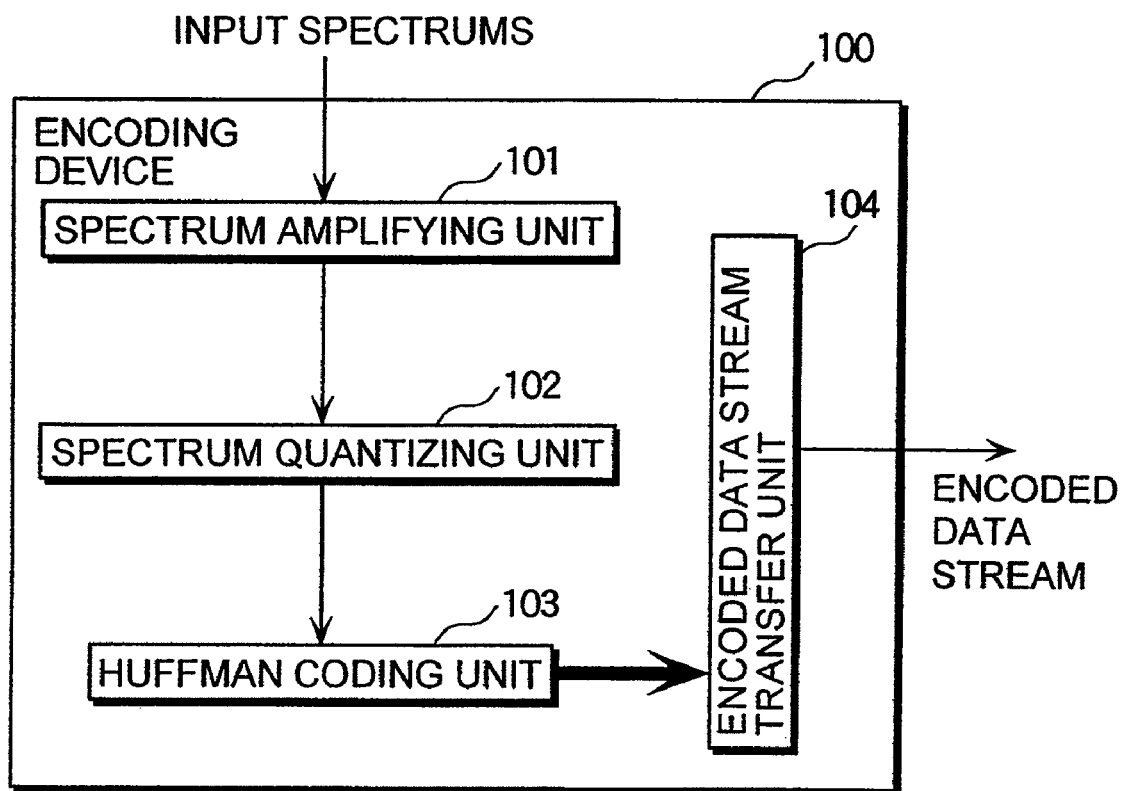 INPUT SPECTRUMS
100
ENCODING
DEVICE
101
SPECTRUM AMPLIFYING UNIT
104
ENCODED DATA STREAM
TRANSFER UNIT
102
SPECTRUM QUANTIZING UNIT
ENCODED
DATA
STREAM
103
HUFFMAN CODING UNIT